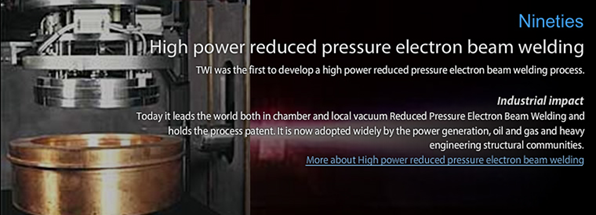 Nineties
High power reduced pressure electron beam welding
TWI was the first to develop a high power reduced pressure electron beam welding process.
Industrial impact
Today it leads the world both in chamber and local vacuum Reduced Pressure Electron Beam Welding and
holds the process patent. It is now adopted widely by the power generation, oil and gas and heavy
engineering structural communities.
More about High power reduced pressure electron beam welding